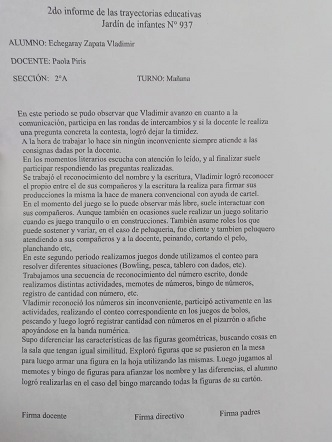 2do informe de las trayectorias educativas
Jardín de infantes N° 937
ALUMNO: Echegaray Zapata Vladimir
DOCENTE: Paola Piris
SECCIÓN: 2°A TURNO: Mañana
En este periodo se pudo observar que Vladimir avanzo en cuanto a la
comunicación, participa en las rondas de intercambios y si la docente le realiza
una pregunta concreta la contesta, logró dejar la timidez.
A la hora de trabajar lo hace sin ningún inconveniente siempre atiende a las
consignas dadas por la docente.
En los momentos literarios escucha con atención lo leído, y al finalizar suele
participar respondiendo las preguntas realizadas.
Se trabajó el reconocimiento del nombre y la escritura, Vladimir logró reconocer
el propio entre el de sus compañeros y la escritura la realiza para firmar sus
producciones la misma la hace de manera convencional con ayuda de cartel.
En el momento del juego se lo puede observar más libre, suele interactuar con
sus compañeros. Aunque también en ocasiones suele realizar un juego solitario
cuando es juego tranquilo o en construcciones. También asume roles los que
puede sostener y variar, en el caso de peluquería, fue cliente y tambien peluquero
atendiendo a sus compañeros y a la docente, peinando, cortando el pelo,
planchando etc,
En este segundo periodo realizamos juegos donde utilizamos el conteo para
resolver diferentes situaciones (Bowling, pesca, tablero con dados, etc).
Trabajamos una secuencia de reconocimiento del número escrito, donde
realizamos distintas actividades, memotes de números, bingo de números,
registro de cantidad con número, etc.
Vladimir reconoció los números sin inconveniente, participó activamente en las
actividades, realizando el conteo correspondiente en los juegos de bolos,
pescando y luego logró registrar cantidad con números en el pizarrón o afiche
apoyándose en la banda numérica.
Supo diferenciar las características de las figuras geométricas, buscando cosas en
la sala que tengan igual similitud. Exploró figuras que se pusieron en la mesa
para luego armar una figura en la hoja utilizando las mismas. Luego jugamos al
memotes y bingo de figuras para afianzar los nombre y las diferencias, el alumno
logró realizarlas en el caso del bingo marcando todas la figuras de su cartón.
Firma docente Firma directivo Firma padres